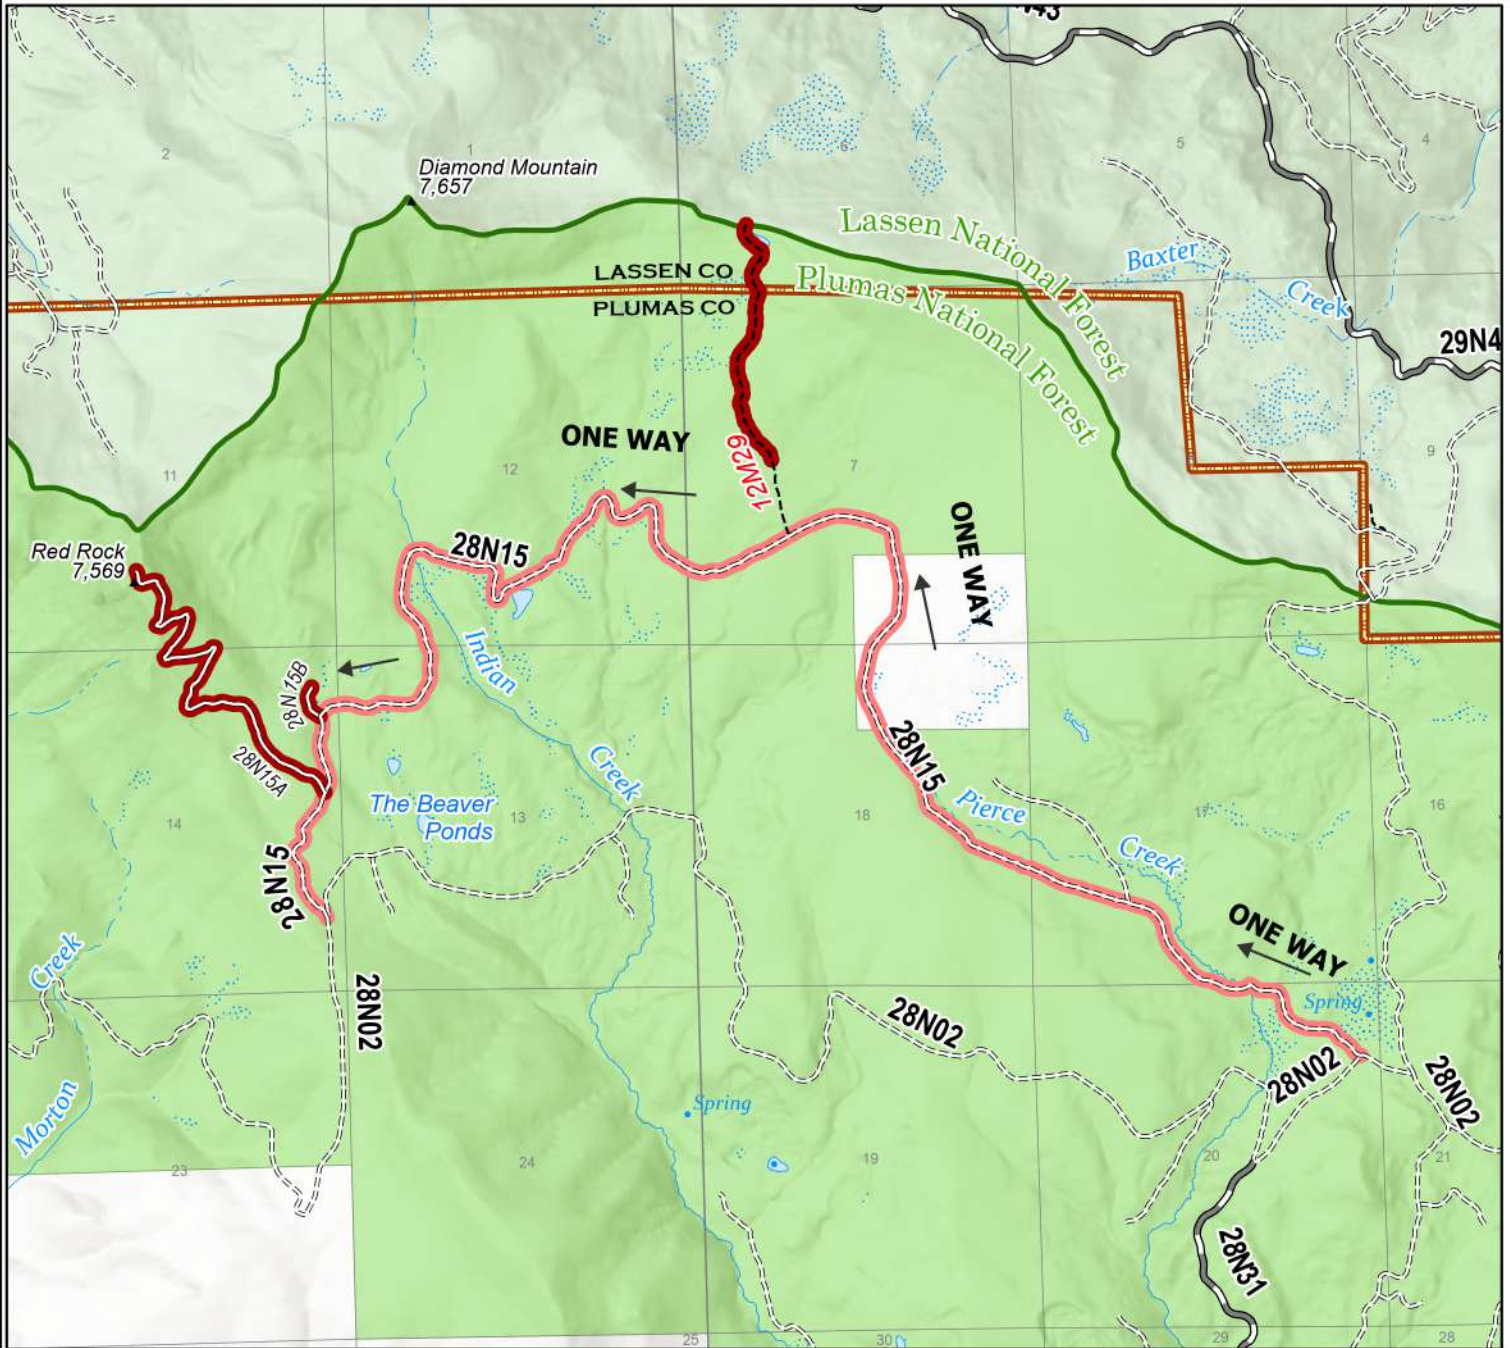 N43
2
1
6
5
4
Diamond Mountain
7,657
Lassen National Forest
Baxter
Creek
LASSEN CO
PLUMAS CO
Plumas National Forest
29N4
ONE WAY
12M29
11
12
7
9
Red Rock
7,569
28N15
ONE WAY
Indian
Creek
28N 15B
28N15A
28N15
The Beaver
Ponds
Pierce
Creek
14
13
18
17
16
28N15
Creek
Morton
28N02
28N02
ONE WAY
Spring
28N02
28N02
Spring
23
24
19
20
21
28N31
25
30
29
28